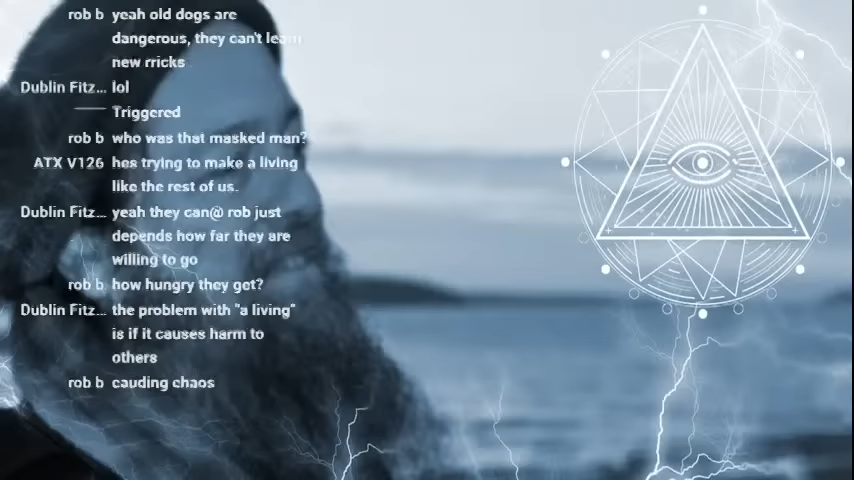 rob b yeah old dogs are
dangerous, they can't learn
new rricks
Dublin Fitz... lol
Triggered
rob b who was that masked man?
ATX V126 hes trying to make a living
like the rest of us.
Dublin Fitz... yeah they can@ rob just
depends how far they are
willing to go
rob b how hungry they get?
Dublin Fitz... the problem with "a living"
is if it causes harm to
others
rob b cauding chaos